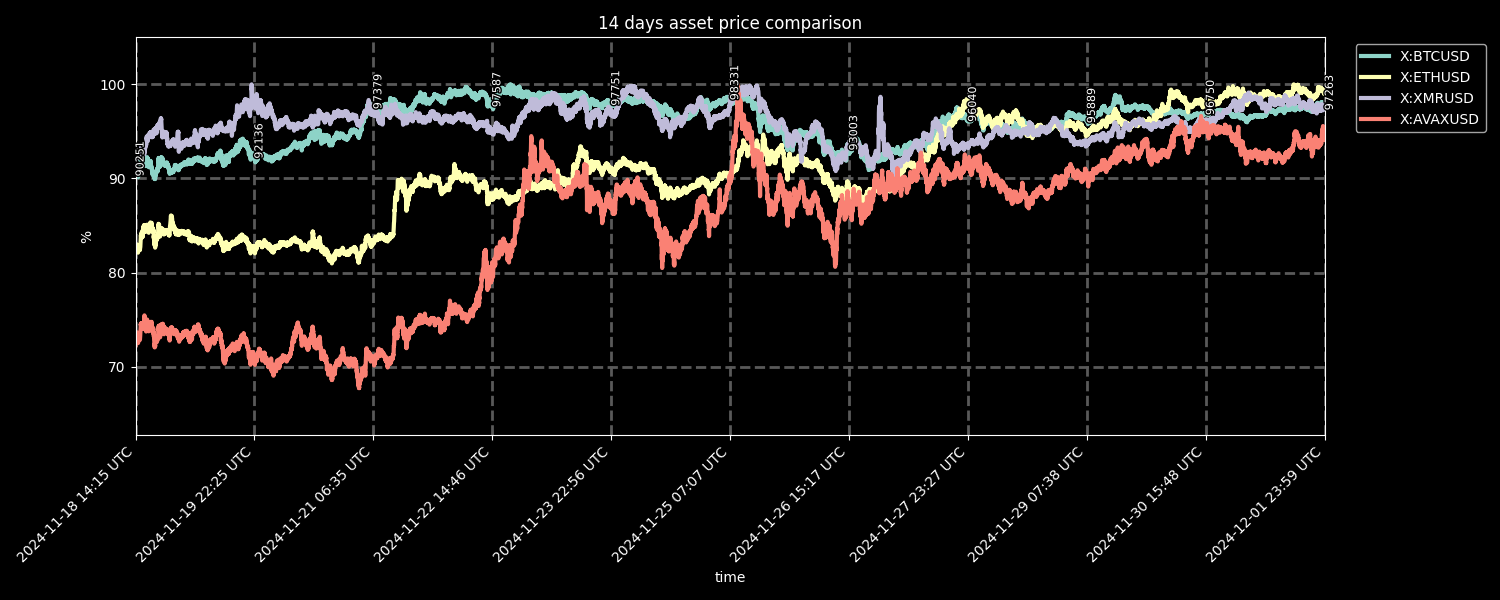 14 days asset price comparison
X:BTCUSD
X:ETHUSD
X:XMRUSD
X:AVAXUSD
100
90
80
70
%
90251
92136
97379
97587
97751
98331
93003
96040
95889
96750
97263
2024-11-18 14:15 UTC
2024-11-19 22:25 UTC
2024-11-21 06:35 UTC
2024-11-22 14:46 UTC
2024-11-23 22:56 UTC
2024-11-25 07:07 UTC
2024-11-26 15:17 UTC
2024-11-27 23:27 UTC
2024-11-29 07:38 UTC
2024-11-30 15:48 UTC
2024-12-01 23:59 UTC
time